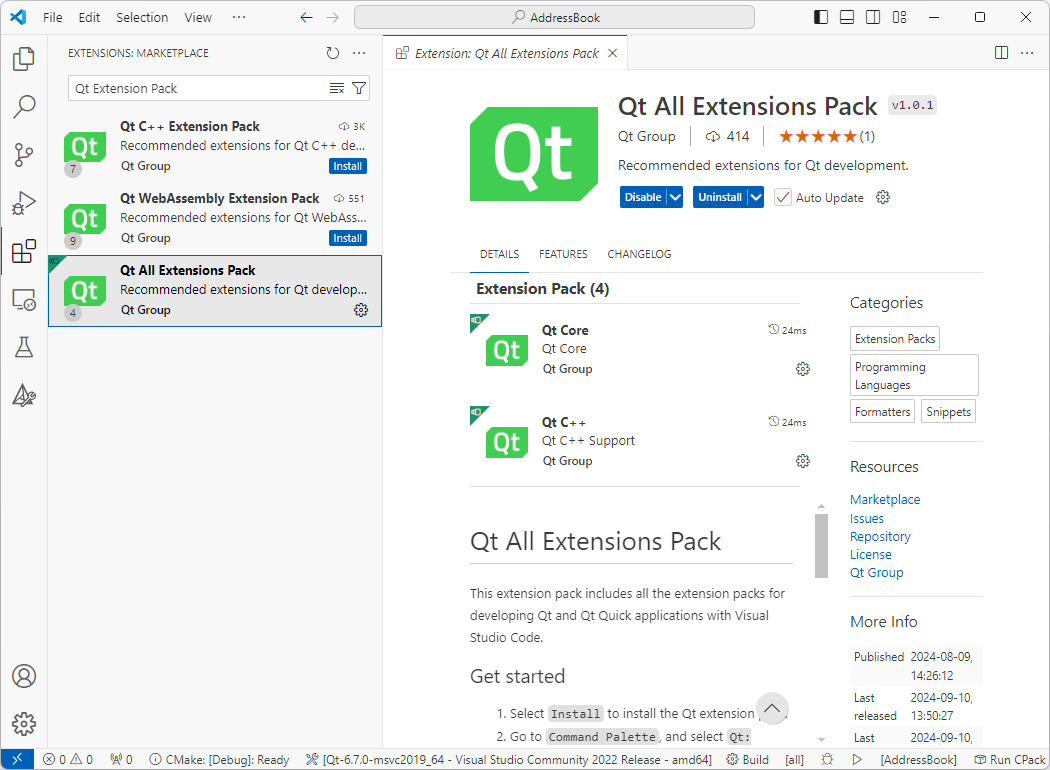 File Edit Selection View ··· AddressBook
EXTENSIONS: MARKETPLACE
Qt Extension Pack
Qt C++ Extension Pack 3K
Recommended extensions for Qt C++ de...
Qt Group Install
Qt
7
Qt WebAssembly Extension Pack 551
Recommended extensions for Qt WebAss...
Qt Group Install
Qt
9
Qt All Extensions Pack
Recommended extensions for Qt develop...
Qt Group
Qt
4
Extension: Qt All Extensions Pack
Qt
Qt All Extensions Pack v1.0.1
Qt Group 414 ★★★★★(1)
Recommended extensions for Qt development.
Disable Uninstall Auto Update
DETAILS FEATURES CHANGELOG
Extension Pack (4)
Qt
Qt Core 24ms
Qt Core
Qt Group
Qt
Qt C++ 24ms
Qt C++ Support
Qt Group
Qt All Extensions Pack
This extension pack includes all the extension packs for
developing Qt and Qt Quick applications with Visual
Studio Code.
Get started
1. Select Install to install the Qt extension
2. Go to Command Palette, and select Qt:
Categories
Extension Packs
Programming
Languages
Formatters Snippets
Resources
Marketplace
Issues
Repository
License
Qt Group
More Info
Published 2024-08-09,
14:26:12
Last 2024-09-10,
released 13:50:27
Last 2024-09-10,
0 0 0 CMake: [Debug]: Ready [Qt-6.7.0-msvc2019_64 - Visual Studio Community 2022 Release - amd64] Build [all] [AddressBook] Run CPack